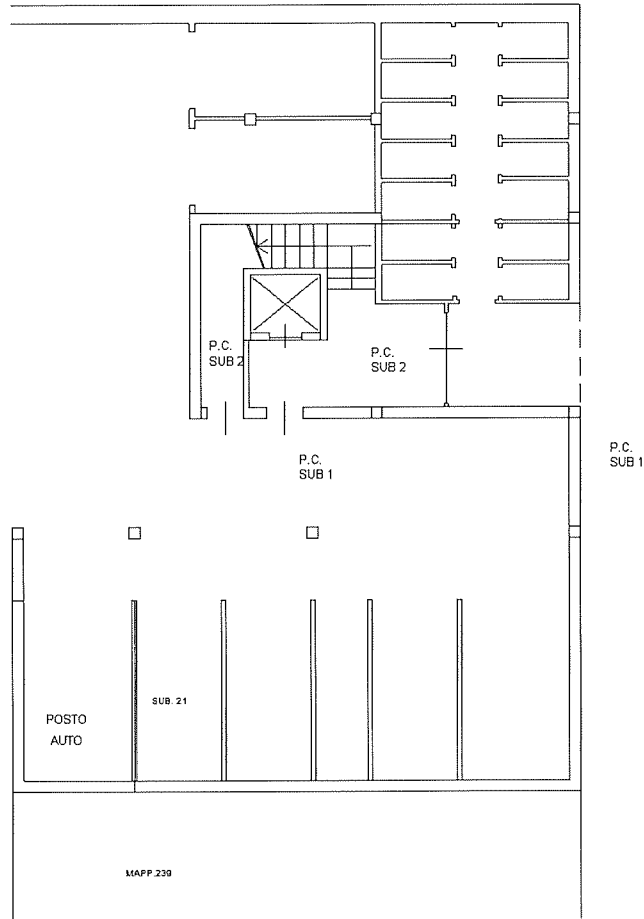 P.C.
SUB 2
P.C.
SUB 2
P.C.
SUB 1
P.C.
SUB 1
SUB. 21
POSTO
AUTO
MAPP.239